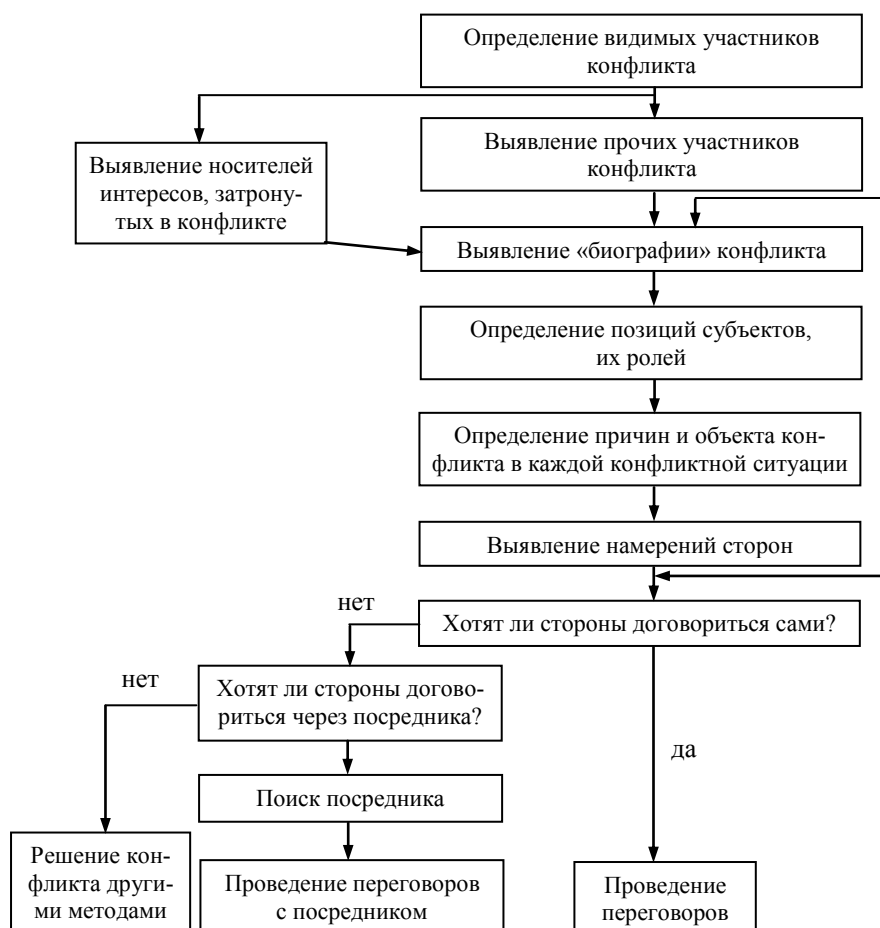 Определение видимых участников
конфликта
Выявление прочих участников
конфликта
Выявление носителей
интересов, затрону-
тых в конфликте
Выявление «биографии» конфликта
Определение позиций субъектов,
их ролей
Определение причин и объекта кон-
фликта в каждой конфликтной ситуации
Выявление намерений сторон
нет
Хотят ли стороны договориться сами?
нет
Хотят ли стороны догово-
риться через посредника?
да
Поиск посредника
Решение кон-
фликта други-
ми методами
Проведение переговоров
с посредником
Проведение
переговоров